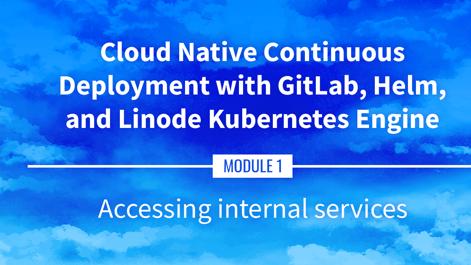 Cloud Native Continuous
Deployment with GitLab, Helm,
and Linode Kubernetes Engine
MODULE 1
Accessing internal services